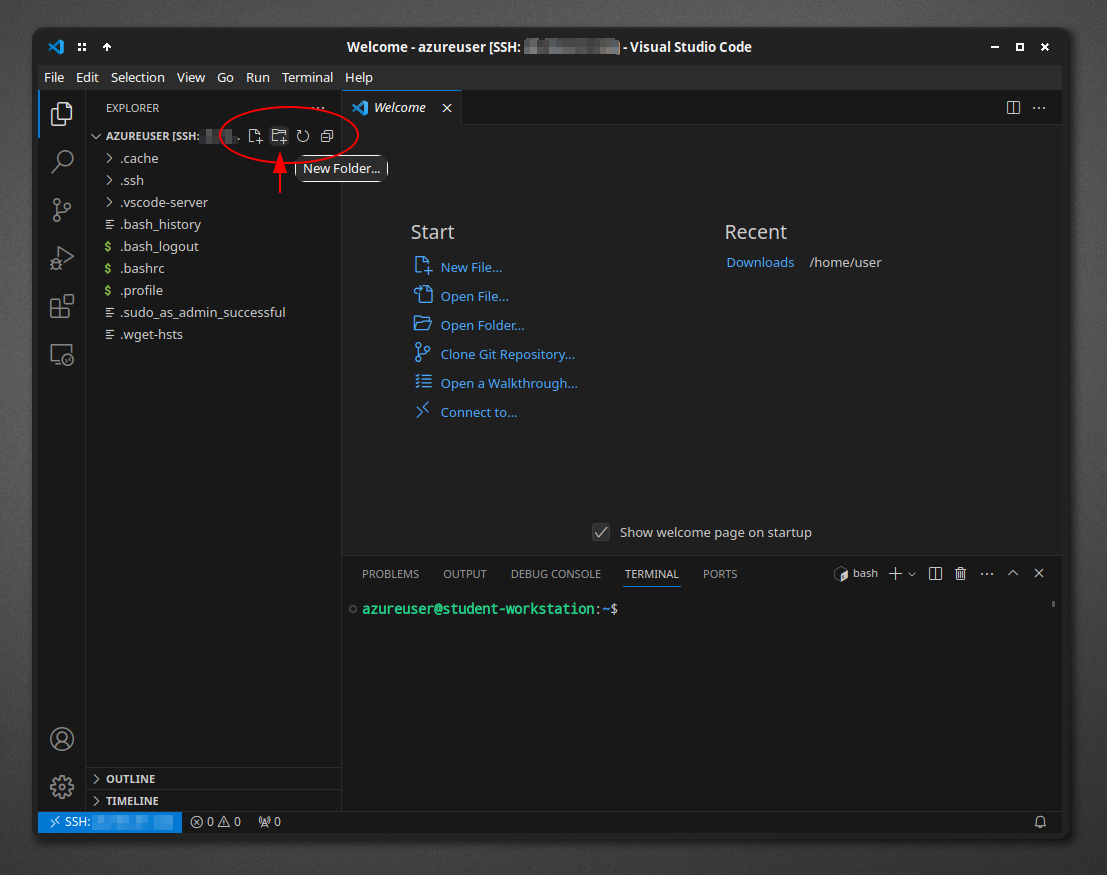 Welcome - azureuser [SSH: - Visual Studio Code
File Edit Selection View Go Run Terminal Help
EXPLORER
Welcome
AZUREUSER [SSH:
New Folder...
.cache
.ssh
.vscode-server
.bash_history
$ .bash_logout
$ .bashrc
$ .profile
.sudo_as_admin_successful
.wget-hsts
Start
New File...
Open File...
Open Folder...
Clone Git Repository...
Open a Walkthrough...
Connect to...
Recent
Downloads /home/user
Show welcome page on startup
PROBLEMS OUTPUT DEBUG CONSOLE TERMINAL PORTS bash
azureuser@student-workstation:~$
OUTLINE
TIMELINE
SSH: 0 0 0